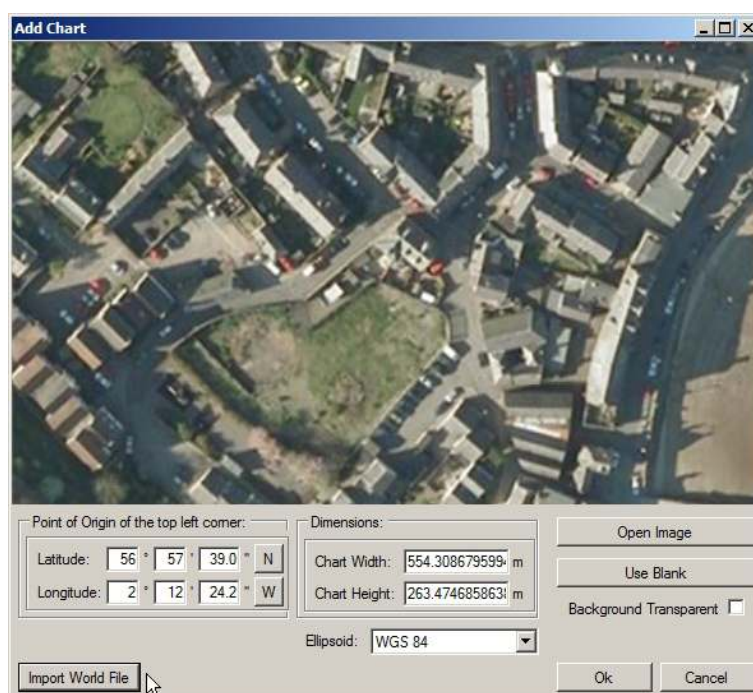 Add Chart
Point of Origin of the top left corner:
Latitude: 56 ° 57 ' 39.0 " N
Longitude: 2 ° 12 ' 24.2 " W
Dimensions:
Chart Width: 554.3086795994 m
Chart Height: 263.4746858638 m
Ellipsoid: WGS 84
Open Image
Use Blank
Background Transparent
Import World File
Ok
Cancel